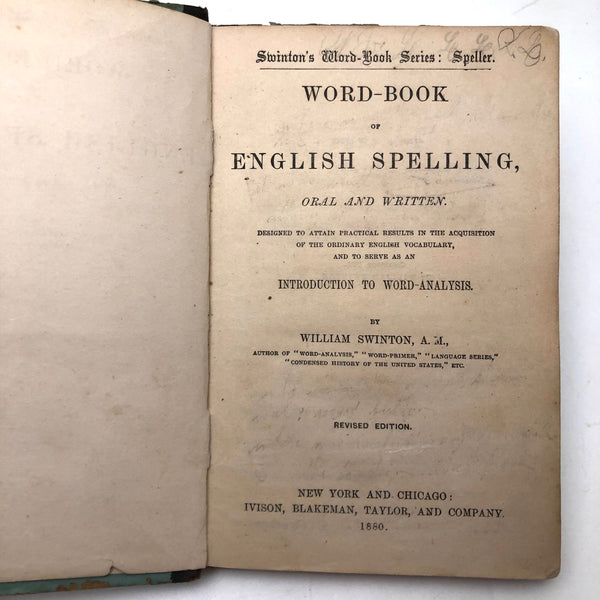 Swinton's Word-Book Series: Speller.
WORD-BOOK
OF
ENGLISH SPELLING,
ORAL AND WRITTEN.
DESIGNED TO ATTAIN PRACTICAL RESULTS IN THE ACQUISITION
OF THE ORDINARY ENGLISH VOCABULARY,
AND TO SERVE AS AN
INTRODUCTION TO WORD-ANALYSIS.
BY
WILLIAM SWINTON, A. M.,
AUTHOR OF "WORD-ANALYSIS," "WORD-PRIMER," "LANGUAGE SERIES,"
"CONDENSED HISTORY OF THE UNITED STATES," ETC.
REVISED EDITION.
NEW YORK AND CHICAGO:
IVISON, BLAKEMAN, TAYLOR, AND COMPANY.
1880.